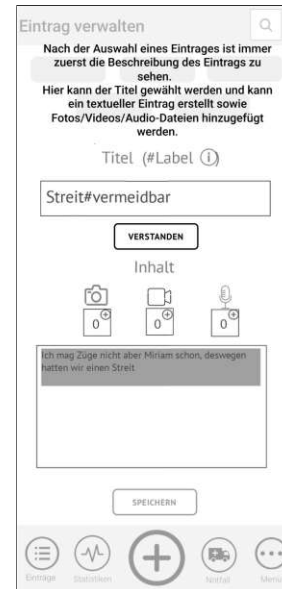 Eintrag verwalten
Nach der Auswahl eines Eintrages ist immer
zuerst die Beschreibung des Eintrags zu
sehen.
Hier kann der Titel gewählt werden und kann
ein textueller Eintrag erstellt sowie
Fotos/Videos/Audio-Dateien hinzugefügt
werden.
Titel (#Label i)
Streit#vermeidbar
VERSTANDEN
Inhalt
0 0 0
Ich mag Züge nicht aber Miriam schon, deswegen
hatten wir einen Streit
SPEICHERN
Einträge Statistiken Notfall Menü